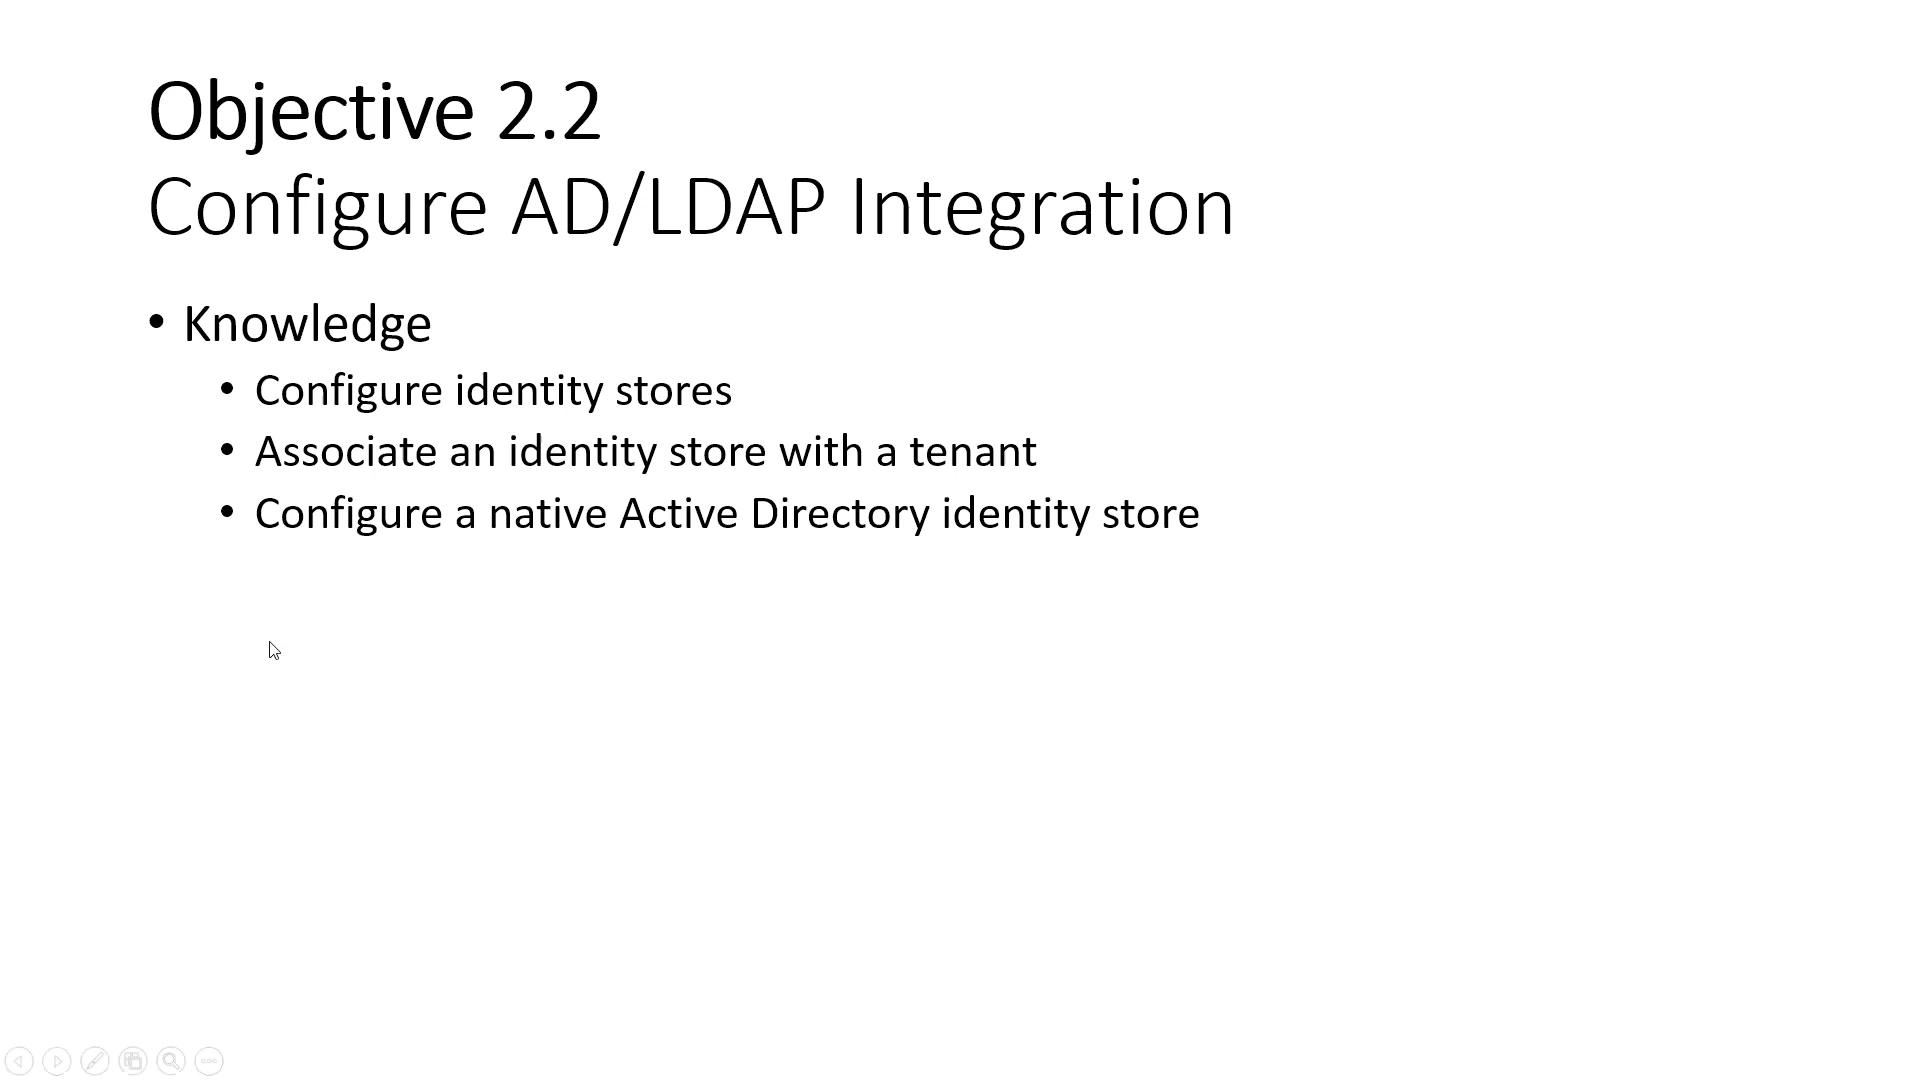 Objective 2.2
Configure AD/LDAP Integration
• Knowledge
• Configure identity stores
• Associate an identity store with a tenant
• Configure a native Active Directory identity store